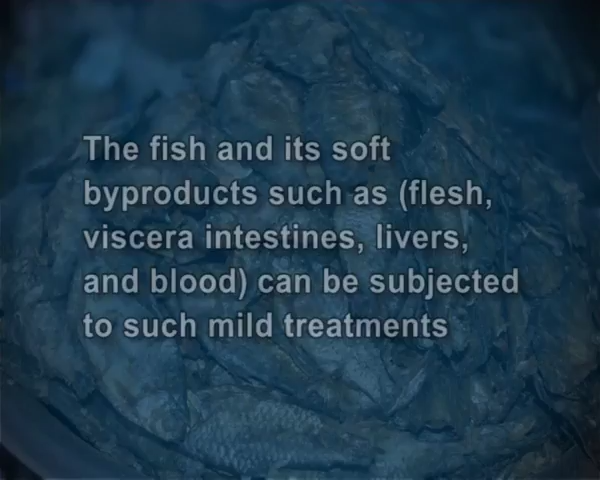 The fish and its soft
byproducts such as (flesh,
viscera intestines, livers,
and blood) can be subjected
to such mild treatments